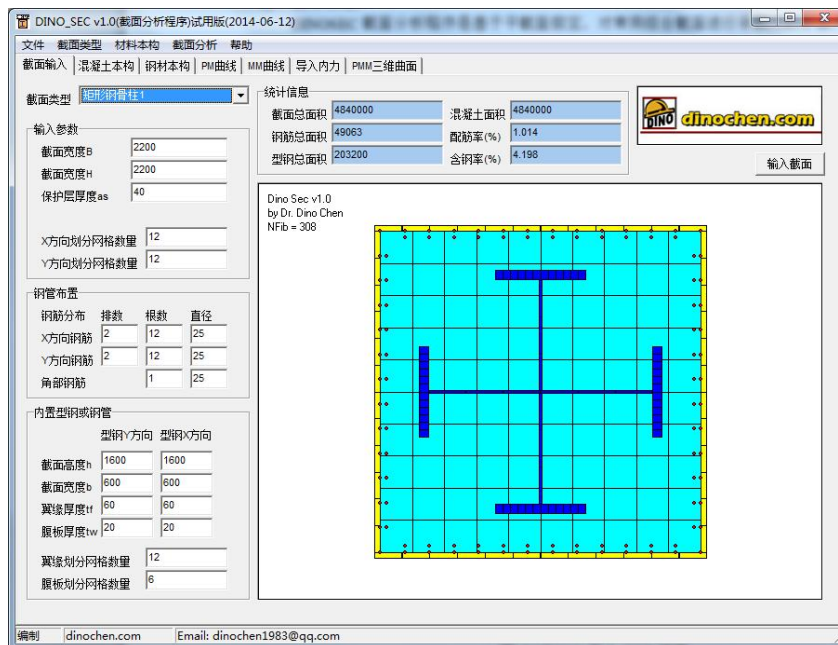 DINO_SEC v1.0(截面分析程序)试用版(2014-06-12)
文件 截面类型 材料本构 截面分析 帮助
截面输入 混凝土本构 钢材本构 PM曲线 MM曲线 导入内力 PMM三维曲面
截面类型 矩形钢骨柱1
输入参数
截面宽度B 2200
截面宽度H 2200
保护层厚度as 40
X方向划分网格数量 12
Y方向划分网格数量 12
钢管布置
钢筋分布 排数 根数 直径
X方向钢筋 2 12 25
Y方向钢筋 2 12 25
角部钢筋 1 25
内置型钢或钢管
型钢Y方向 型钢X方向
截面高度h 1600 1600
截面宽度b 600 600
翼缘厚度tf 60 60
腹板厚度tw 20 20
翼缘划分网格数量 12
腹板划分网格数量 6
统计信息
截面总面积 4840000 混凝土面积 4840000
钢筋总面积 49063 配筋率(%) 1.014
型钢总面积 203200 含钢率(%) 4.198
DINO dinochen.com
输入截面
Dino Sec v1.0
by Dr. Dino Chen
NFib = 308
编制 dinochen.com Email: dinochen1983@qq.com